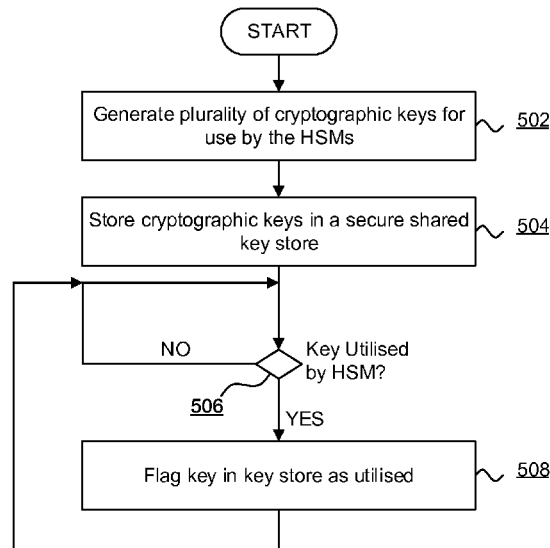 START
Generate plurality of cryptographic keys for
use by the HSMs
502
Store cryptographic keys in a secure shared
key store
504
NO
Key Utilised
by HSM?
506
YES
Flag key in key store as utilised
508